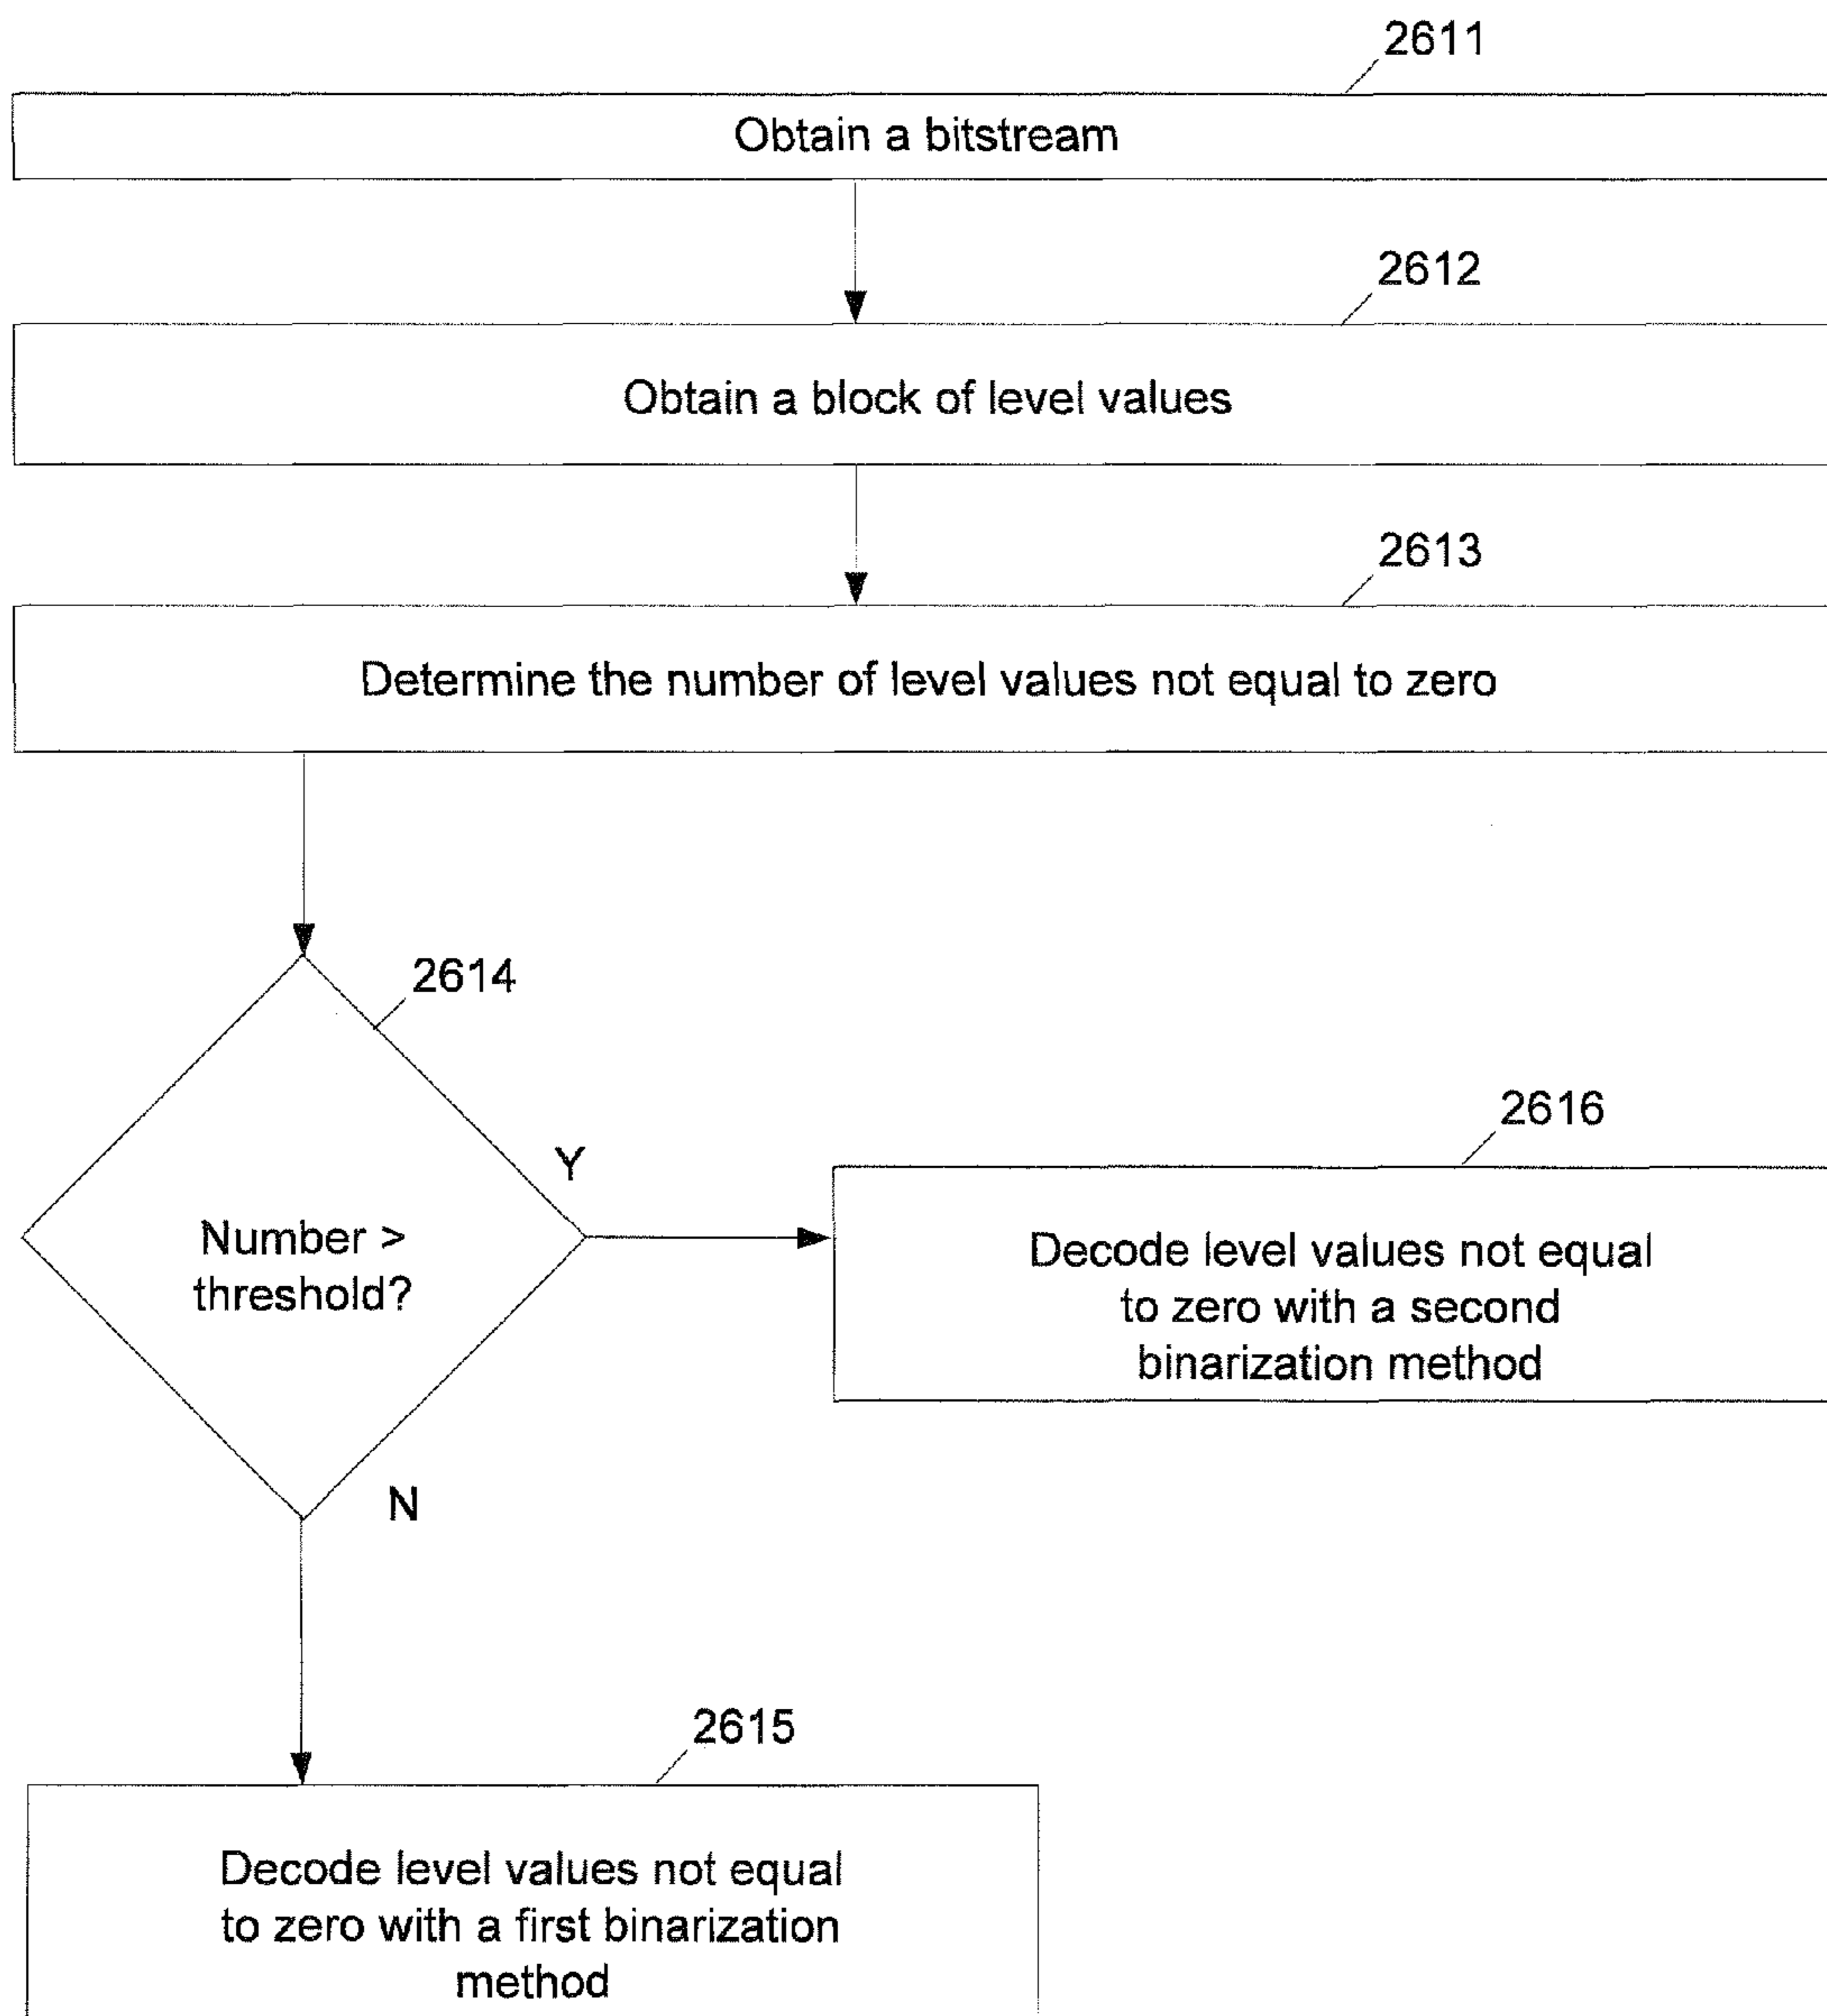 2611
Obtain a bitstream
2612
Obtain a block of level values
2613
Determine the number of level values not equal to zero
2614
Number >
threshold?
Y
2616
Decode level values not equal
to zero with a second
binarization method
N
2615
Decode level values not equal
to zero with a first binarization
method